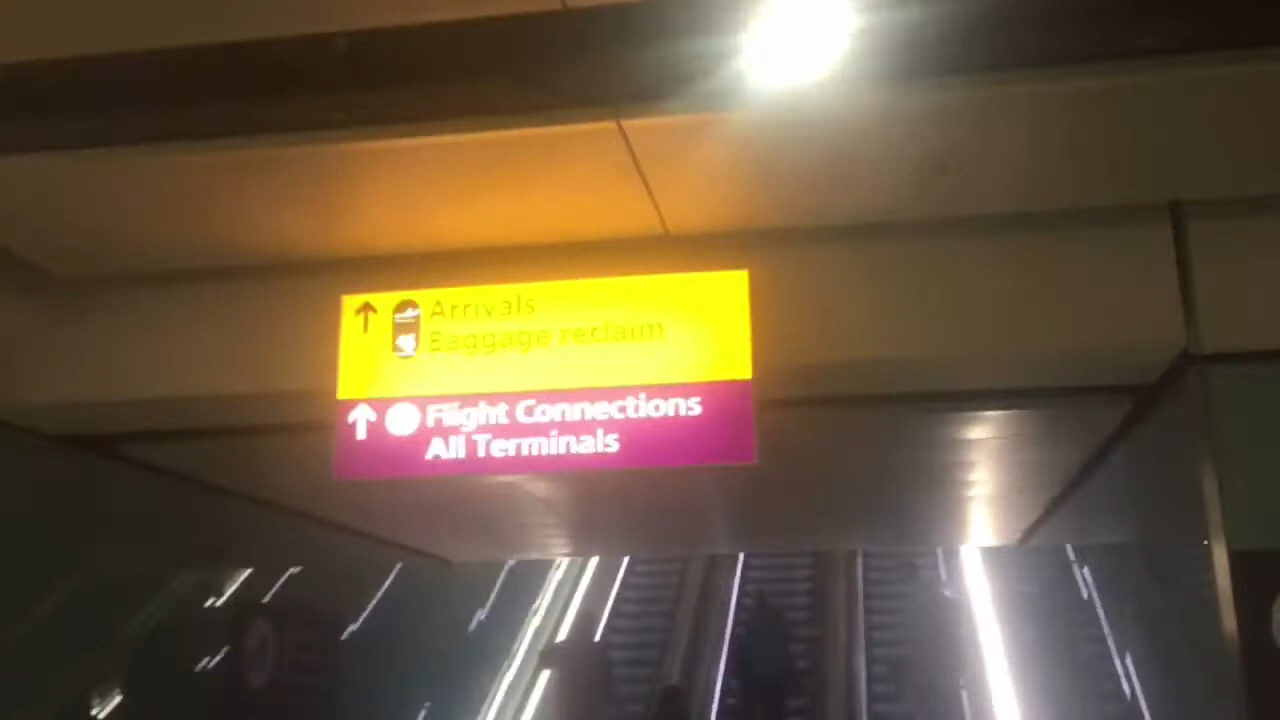 Arrivals
Baggage reclaim
Flight Connections
All Terminals